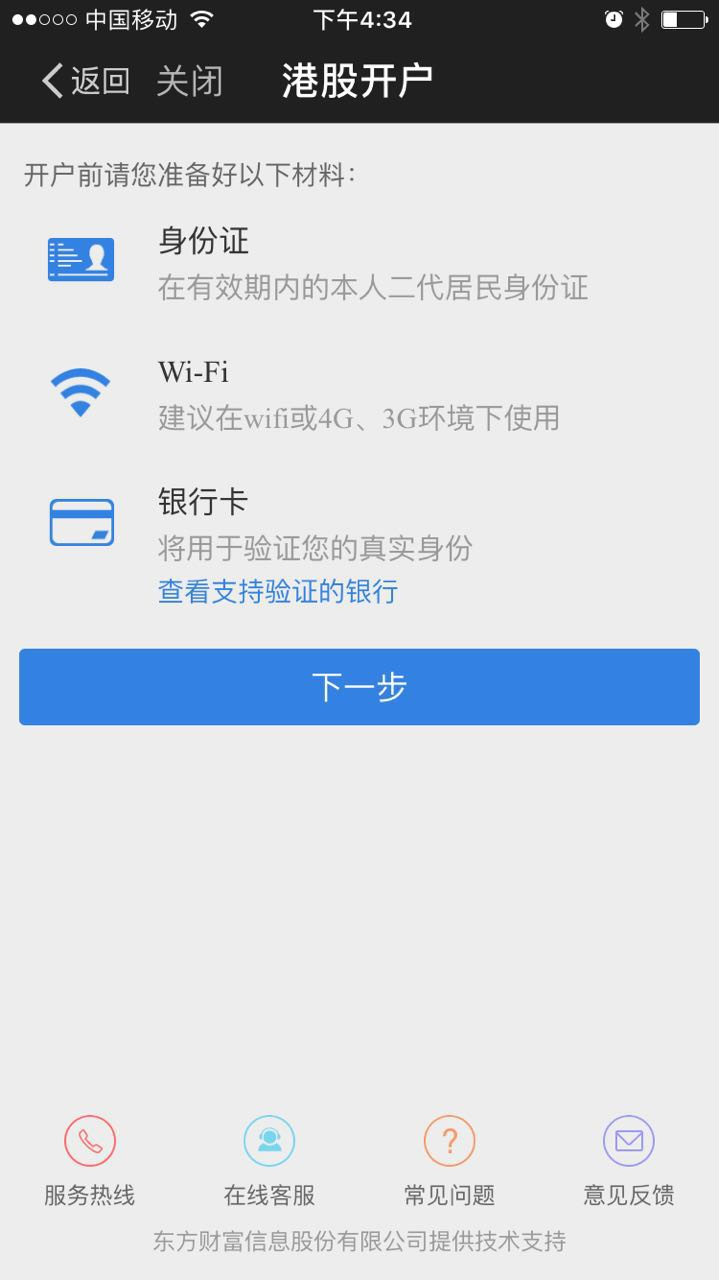 中国移动 下午4:34
返回 关闭 港股开户
开户前请您准备好以下材料：
身份证
在有效期内的本人二代居民身份证
Wi-Fi
建议在wifi或4G、3G环境下使用
银行卡
将用于验证您的真实身份
查看支持验证的银行
下一步
服务热线 在线客服 常见问题 意见反馈
东方财富信息股份有限公司提供技术支持